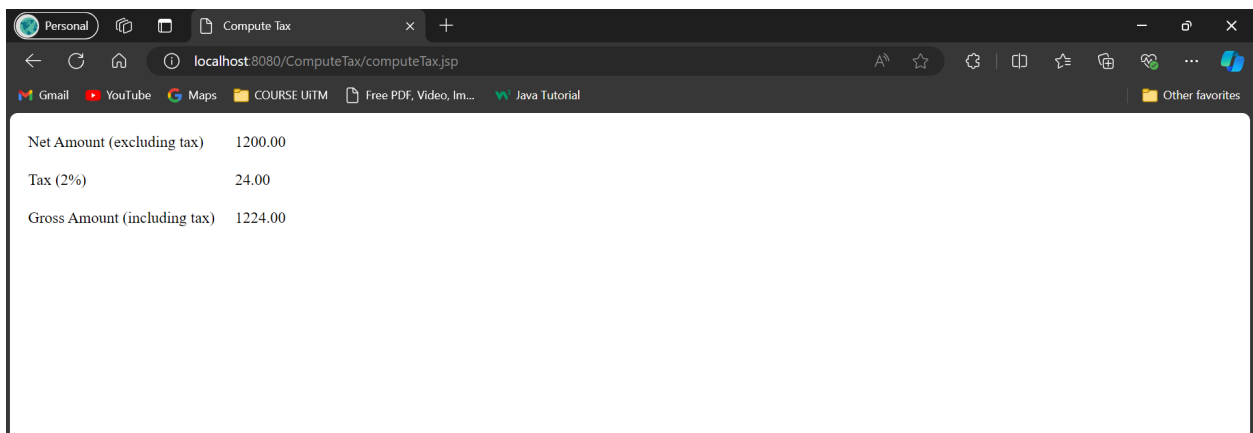 Personal Compute Tax
localhost:8080/ComputeTax/computeTax.jsp
Gmail YouTube Maps COURSE UiTM Free PDF, Video, Im... Java Tutorial Other favorites
Net Amount (excluding tax) 1200.00
Tax (2%) 24.00
Gross Amount (including tax) 1224.00